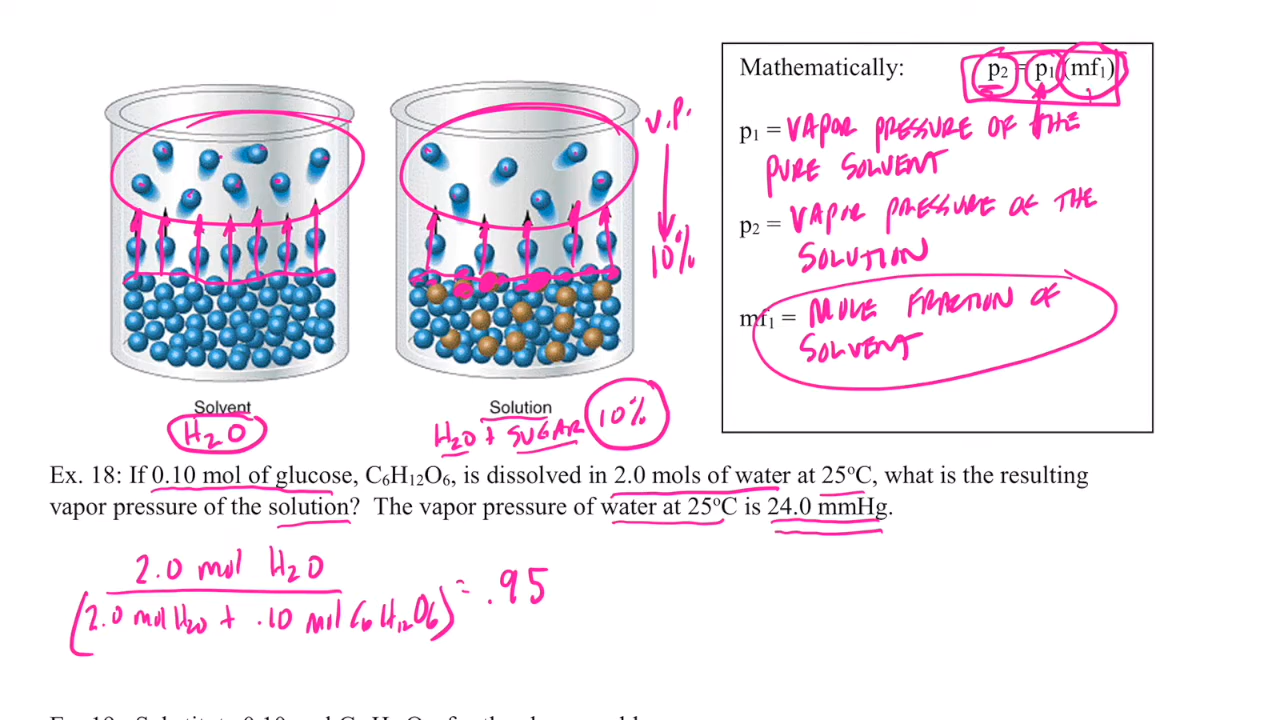 Mathematically: p₂ = p₁ (mf₁)
p₁ = VAPOR PRESSURE OF THE
PURE SOLVENT
p₂ = VAPOR PRESSURE OF THE
SOLUTION
mf₁ = MOLE FRACTION OF
SOLVENT
V.P.
10%
Solvent
H₂O
Solution
H₂O + SUGAR 10%
Ex. 18: If 0.10 mol of glucose, C₆H₁₂O₆, is dissolved in 2.0 mols of water at 25°C, what is the resulting
vapor pressure of the solution? The vapor pressure of water at 25°C is 24.0 mmHg.
2.0 mol H₂O
(2.0 mol H₂O + .10 mol C₆H₁₂O₆) = .95